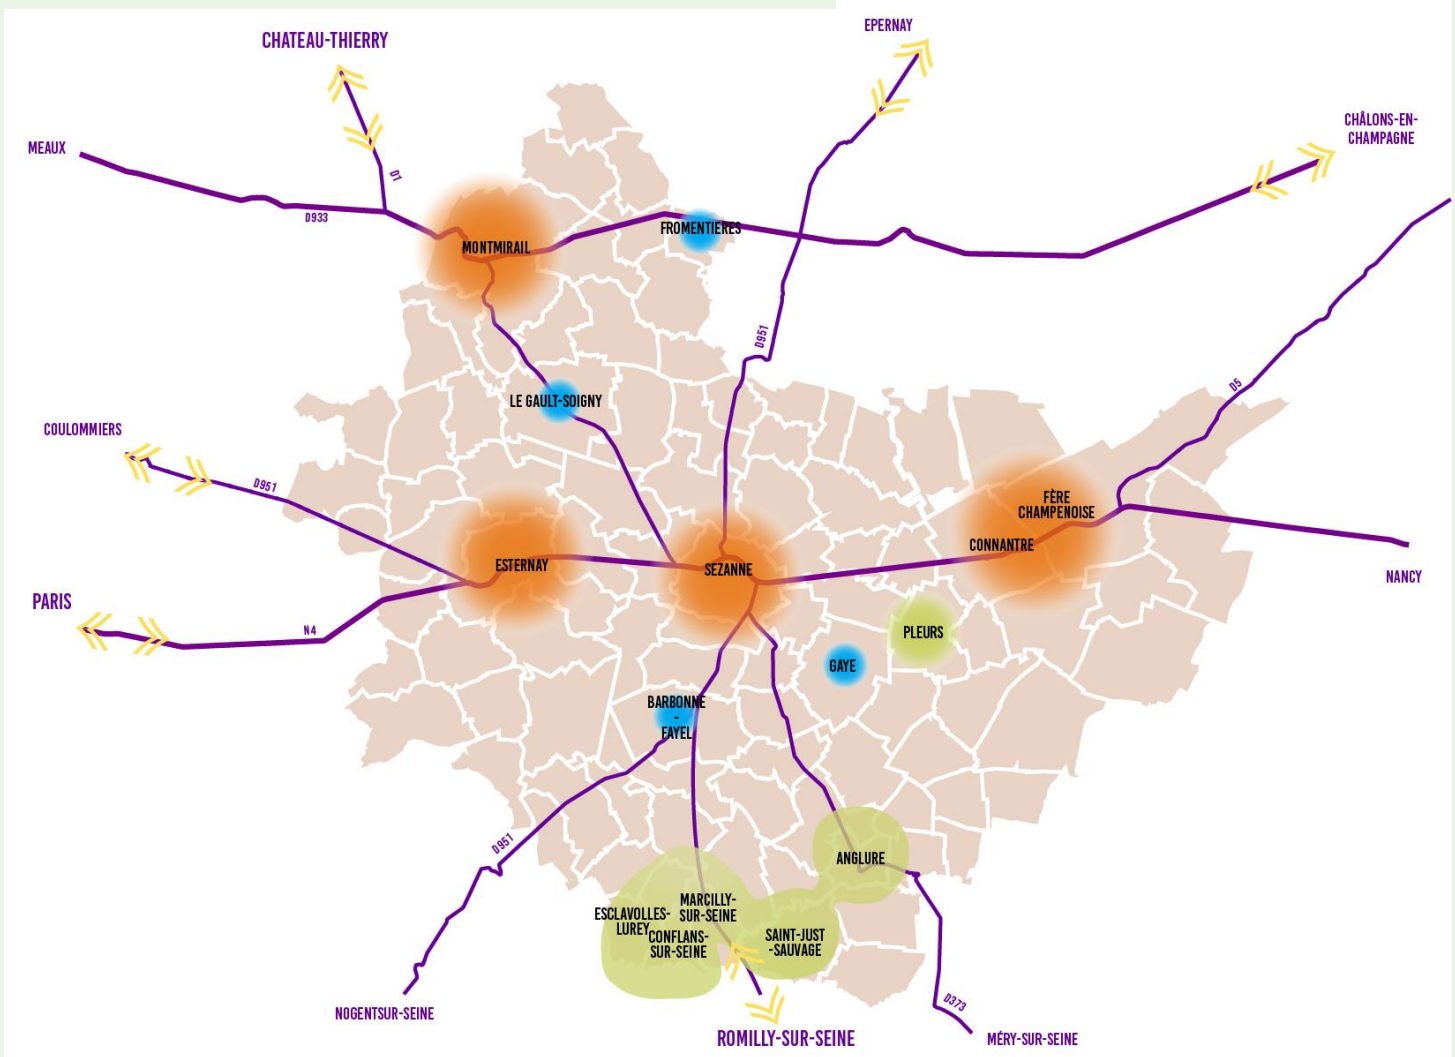 EPERNAY
CHATEAU-THIERRY
CHÂLONS-EN-
CHAMPAGNE
MEAUX
D1
D933
FROMENTIERES
MONTMIRAIL
D951
D5
LE GAULT-SOIGNY
COULOMMIERS
D951
FÈRE
CHAMPENOISE
CONNANTRE
ESTERNAY
SEZANNE
NANCY
PARIS
N4
PLEURS
GAYE
BARBONNE
-
FAYEL
D951
ANGLURE
MARCILLY-
SUR-SEINE
ESCLAVOLLES-
LUREY
CONFLANS-
SUR-SEINE
SAINT-JUST
-SAUVAGE
D373
NOGENTSUR-SEINE
ROMILLY-SUR-SEINE
MÉRY-SUR-SEINE